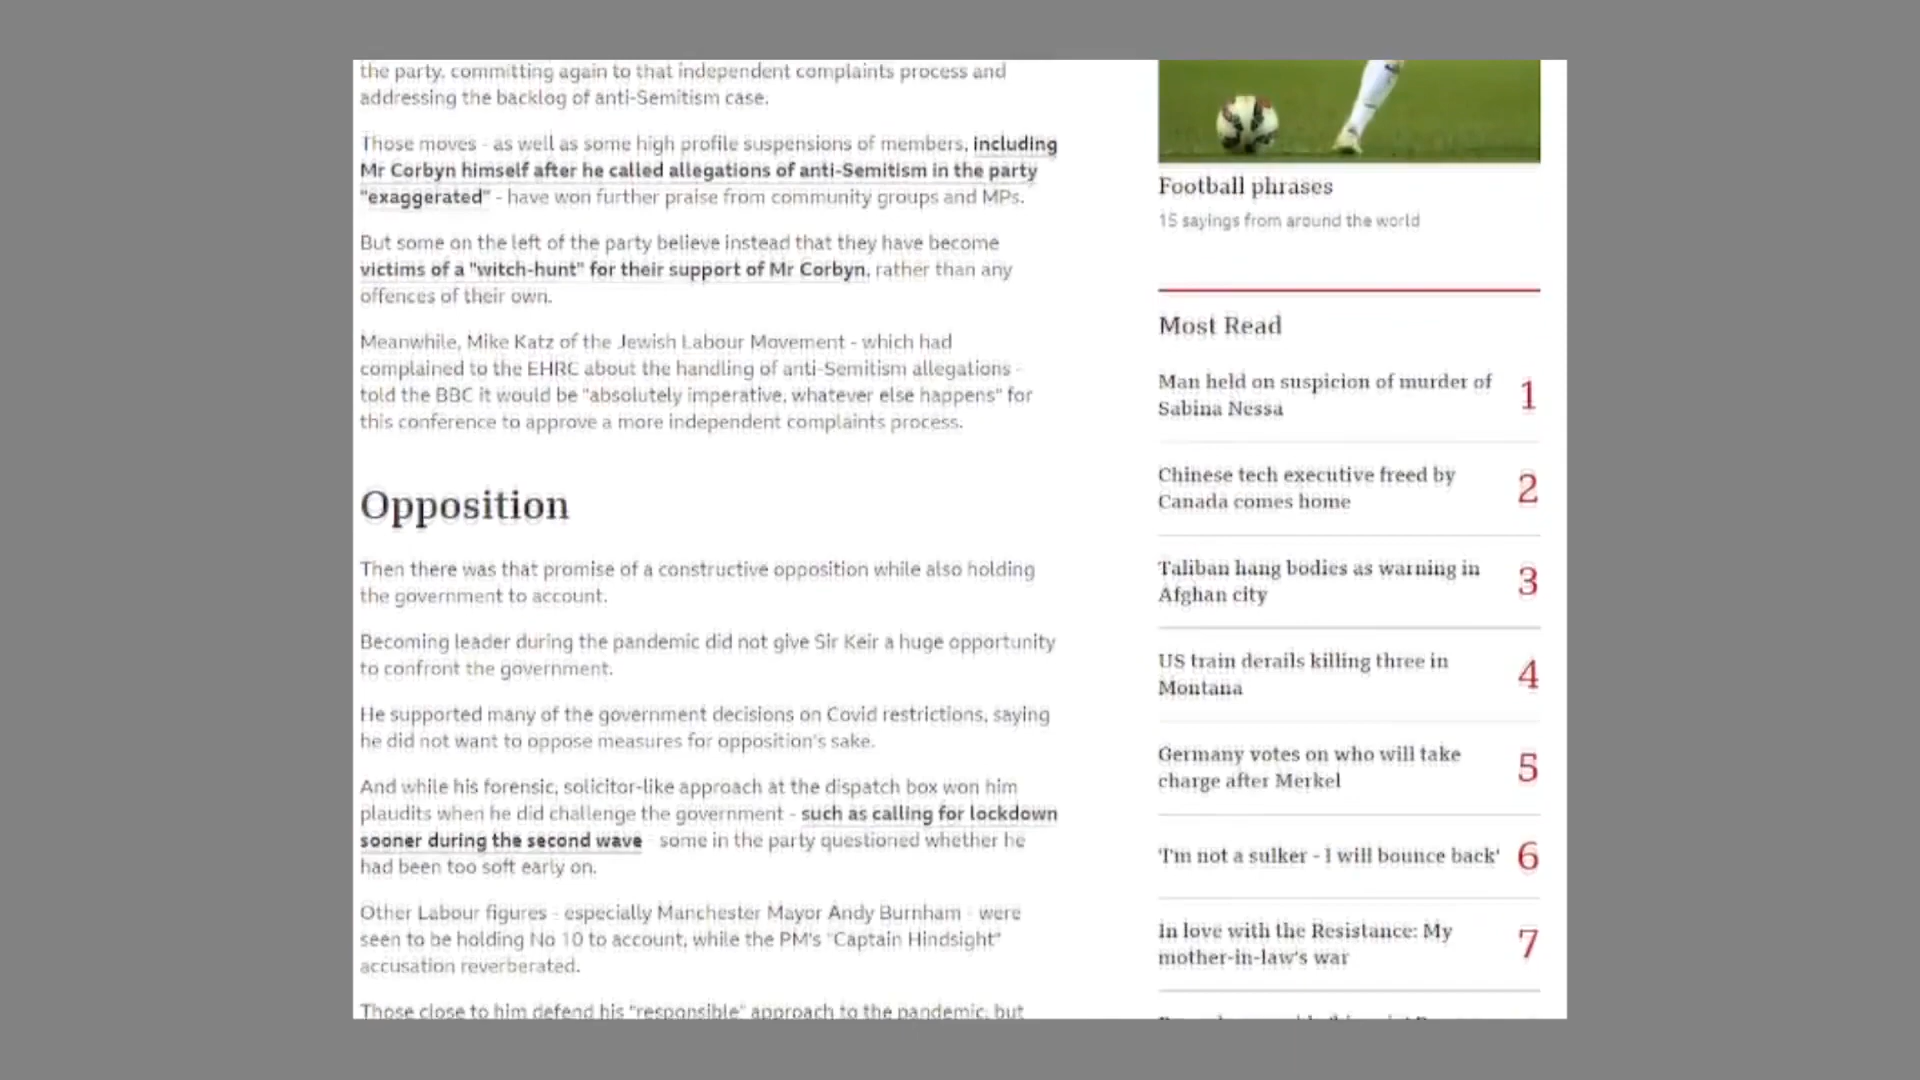 the party, committing again to that independent complaints process and
addressing the backlog of anti-Semitism case.
Those moves - as well as some high profile suspensions of members, including
Mr Corbyn himself after he called allegations of anti-Semitism in the party
"exaggerated" - have won further praise from community groups and MPs.
But some on the left of the party believe instead that they have become
victims of a "witch-hunt" for their support of Mr Corbyn, rather than any
offences of their own.
Meanwhile, Mike Katz of the Jewish Labour Movement - which had
complained to the EHRC about the handling of anti-Semitism allegations -
told the BBC it would be "absolutely imperative, whatever else happens" for
this conference to approve a more independent complaints process.
Opposition
Then there was that promise of a constructive opposition while also holding
the government to account.
Becoming leader during the pandemic did not give Sir Keir a huge opportunity
to confront the government.
He supported many of the government decisions on Covid restrictions, saying
he did not want to oppose measures for opposition's sake.
And while his forensic, solicitor-like approach at the dispatch box won him
plaudits when he did challenge the government - such as calling for lockdown
sooner during the second wave - some in the party questioned whether he
had been too soft early on.
Other Labour figures - especially Manchester Mayor Andy Burnham - were
seen to be holding No 10 to account, while the PM's "Captain Hindsight"
accusation reverberated.
Those close to him defend his "responsible" approach to the pandemic, but
Football phrases
15 sayings from around the world
Most Read
Man held on suspicion of murder of
Sabina Nessa
1
Chinese tech executive freed by
Canada comes home
2
Taliban hang bodies as warning in
Afghan city
3
US train derails killing three in
Montana
4
Germany votes on who will take
charge after Merkel
5
'I'm not a sulker - I will bounce back'
6
In love with the Resistance: My
mother-in-law's war
7